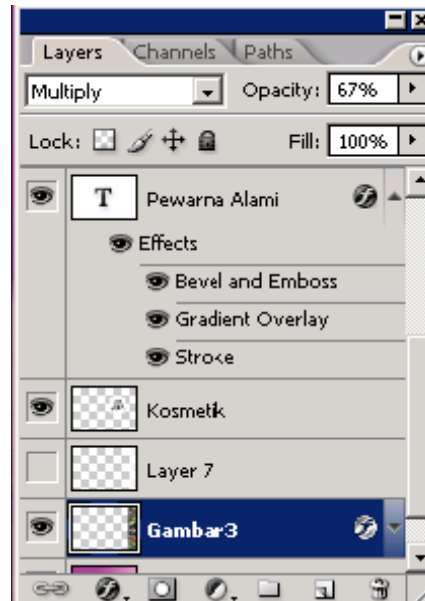 Layers Channels Paths
Multiply Opacity: 67%
Lock: Fill: 100%
T Pewarna Alami
Effects
Bevel and Emboss
Gradient Overlay
Stroke
Kosmetik
Layer 7
Gambar3